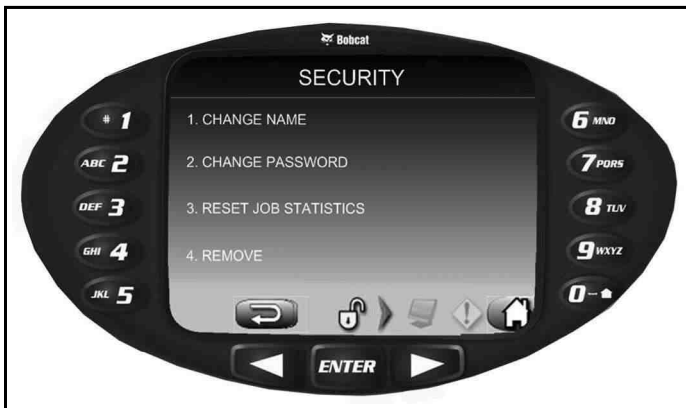 Bobcat
SECURITY
1. CHANGE NAME
2. CHANGE PASSWORD
3. RESET JOB STATISTICS
4. REMOVE
# 1
ABC 2
DEF 3
GHI 4
JKL 5
6 MNO
7 PQRS
8 TUV
9 WXYZ
0
ENTER